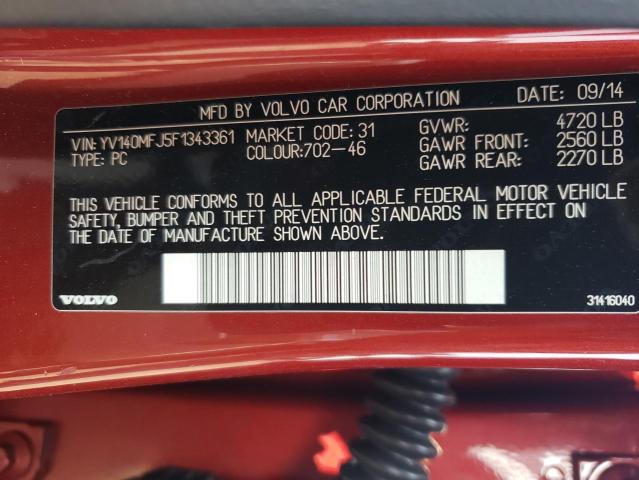 MFD BY VOLVO CAR CORPORATION DATE: 09/14
VIN: YV140MFJ5F1343361 MARKET CODE: 31 GVWR: 4720 LB
TYPE: PC COLOUR:702-46 GAWR FRONT: 2560 LB
GAWR REAR: 2270 LB
THIS VEHICLE CONFORMS TO ALL APPLICABLE FEDERAL MOTOR VEHICLE
SAFETY, BUMPER AND THEFT PREVENTION STANDARDS IN EFFECT ON
THE DATE OF MANUFACTURE SHOWN ABOVE.
VOLVO 31416040